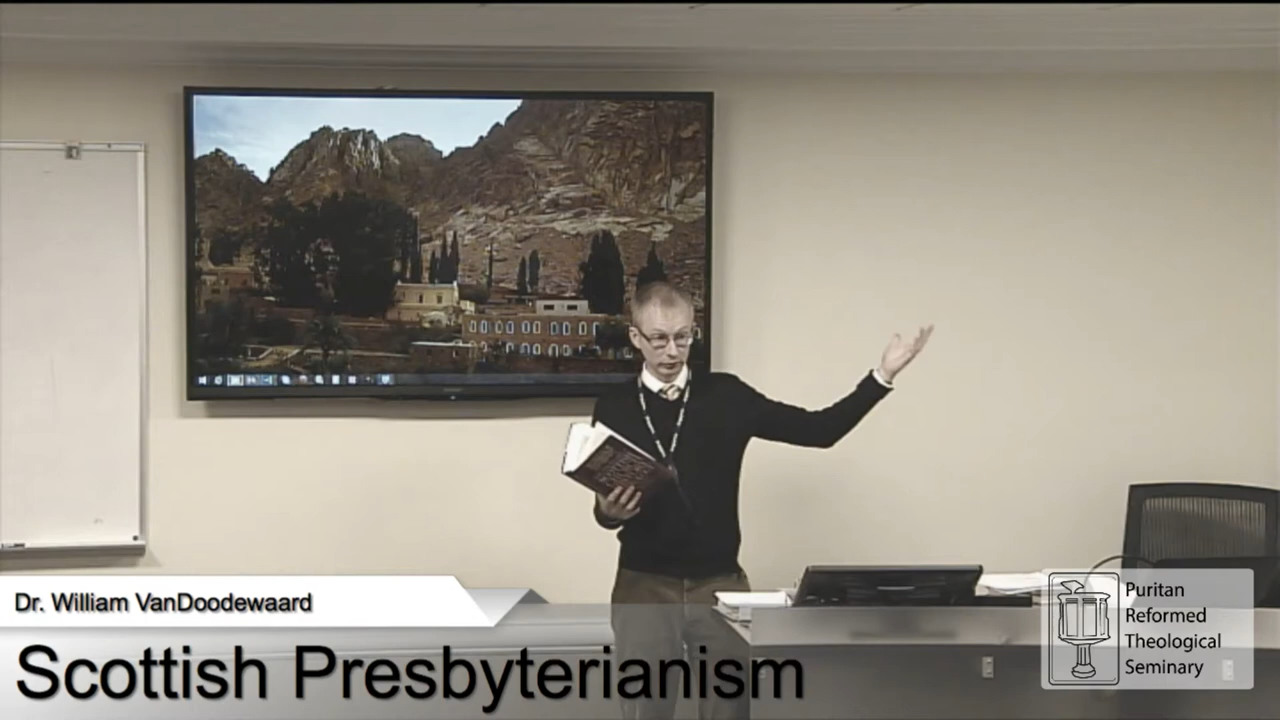 Dr. William VanDoodewaard
Scottish Presbyterianism
Puritan
Reformed
Theological
Seminary